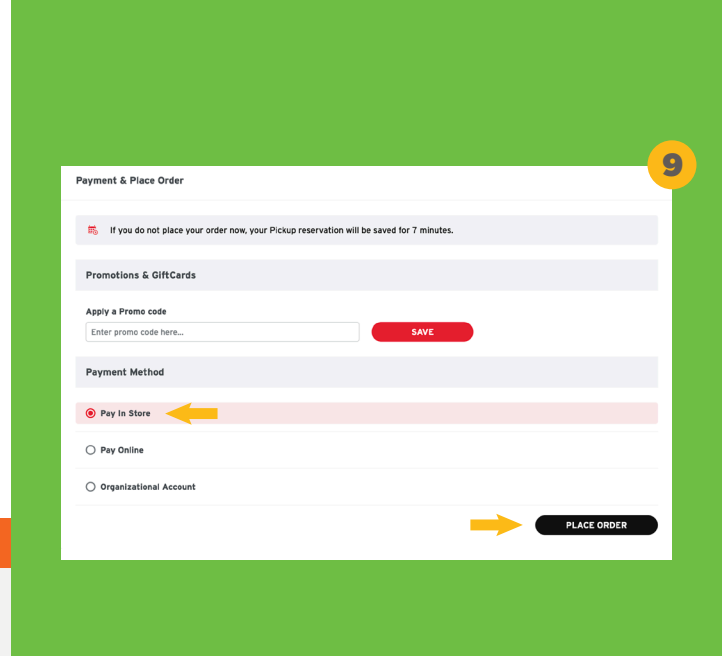 9
Payment & Place Order
If you do not place your order now, your Pickup reservation will be saved for 7 minutes.
Promotions & GiftCards
Apply a Promo code
Enter promo code here...
SAVE
Payment Method
Pay In Store
Pay Online
Organizational Account
PLACE ORDER